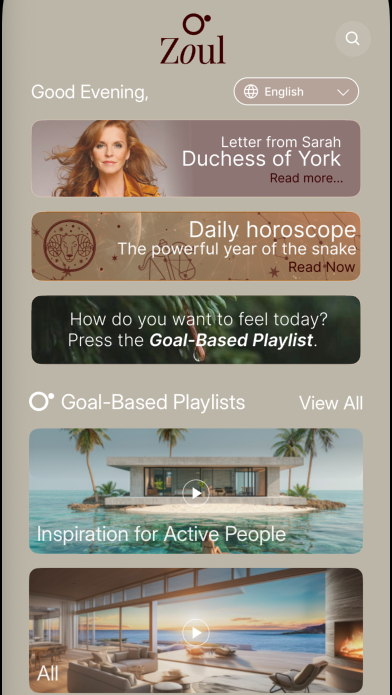 Zoul
Good Evening,
English
Letter from Sarah
Duchess of York
Read more...
Daily horoscope
The powerful year of the snake
Read Now
How do you want to feel today?
Press the Goal-Based Playlist.
Goal-Based Playlists
View All
Inspiration for Active People
All